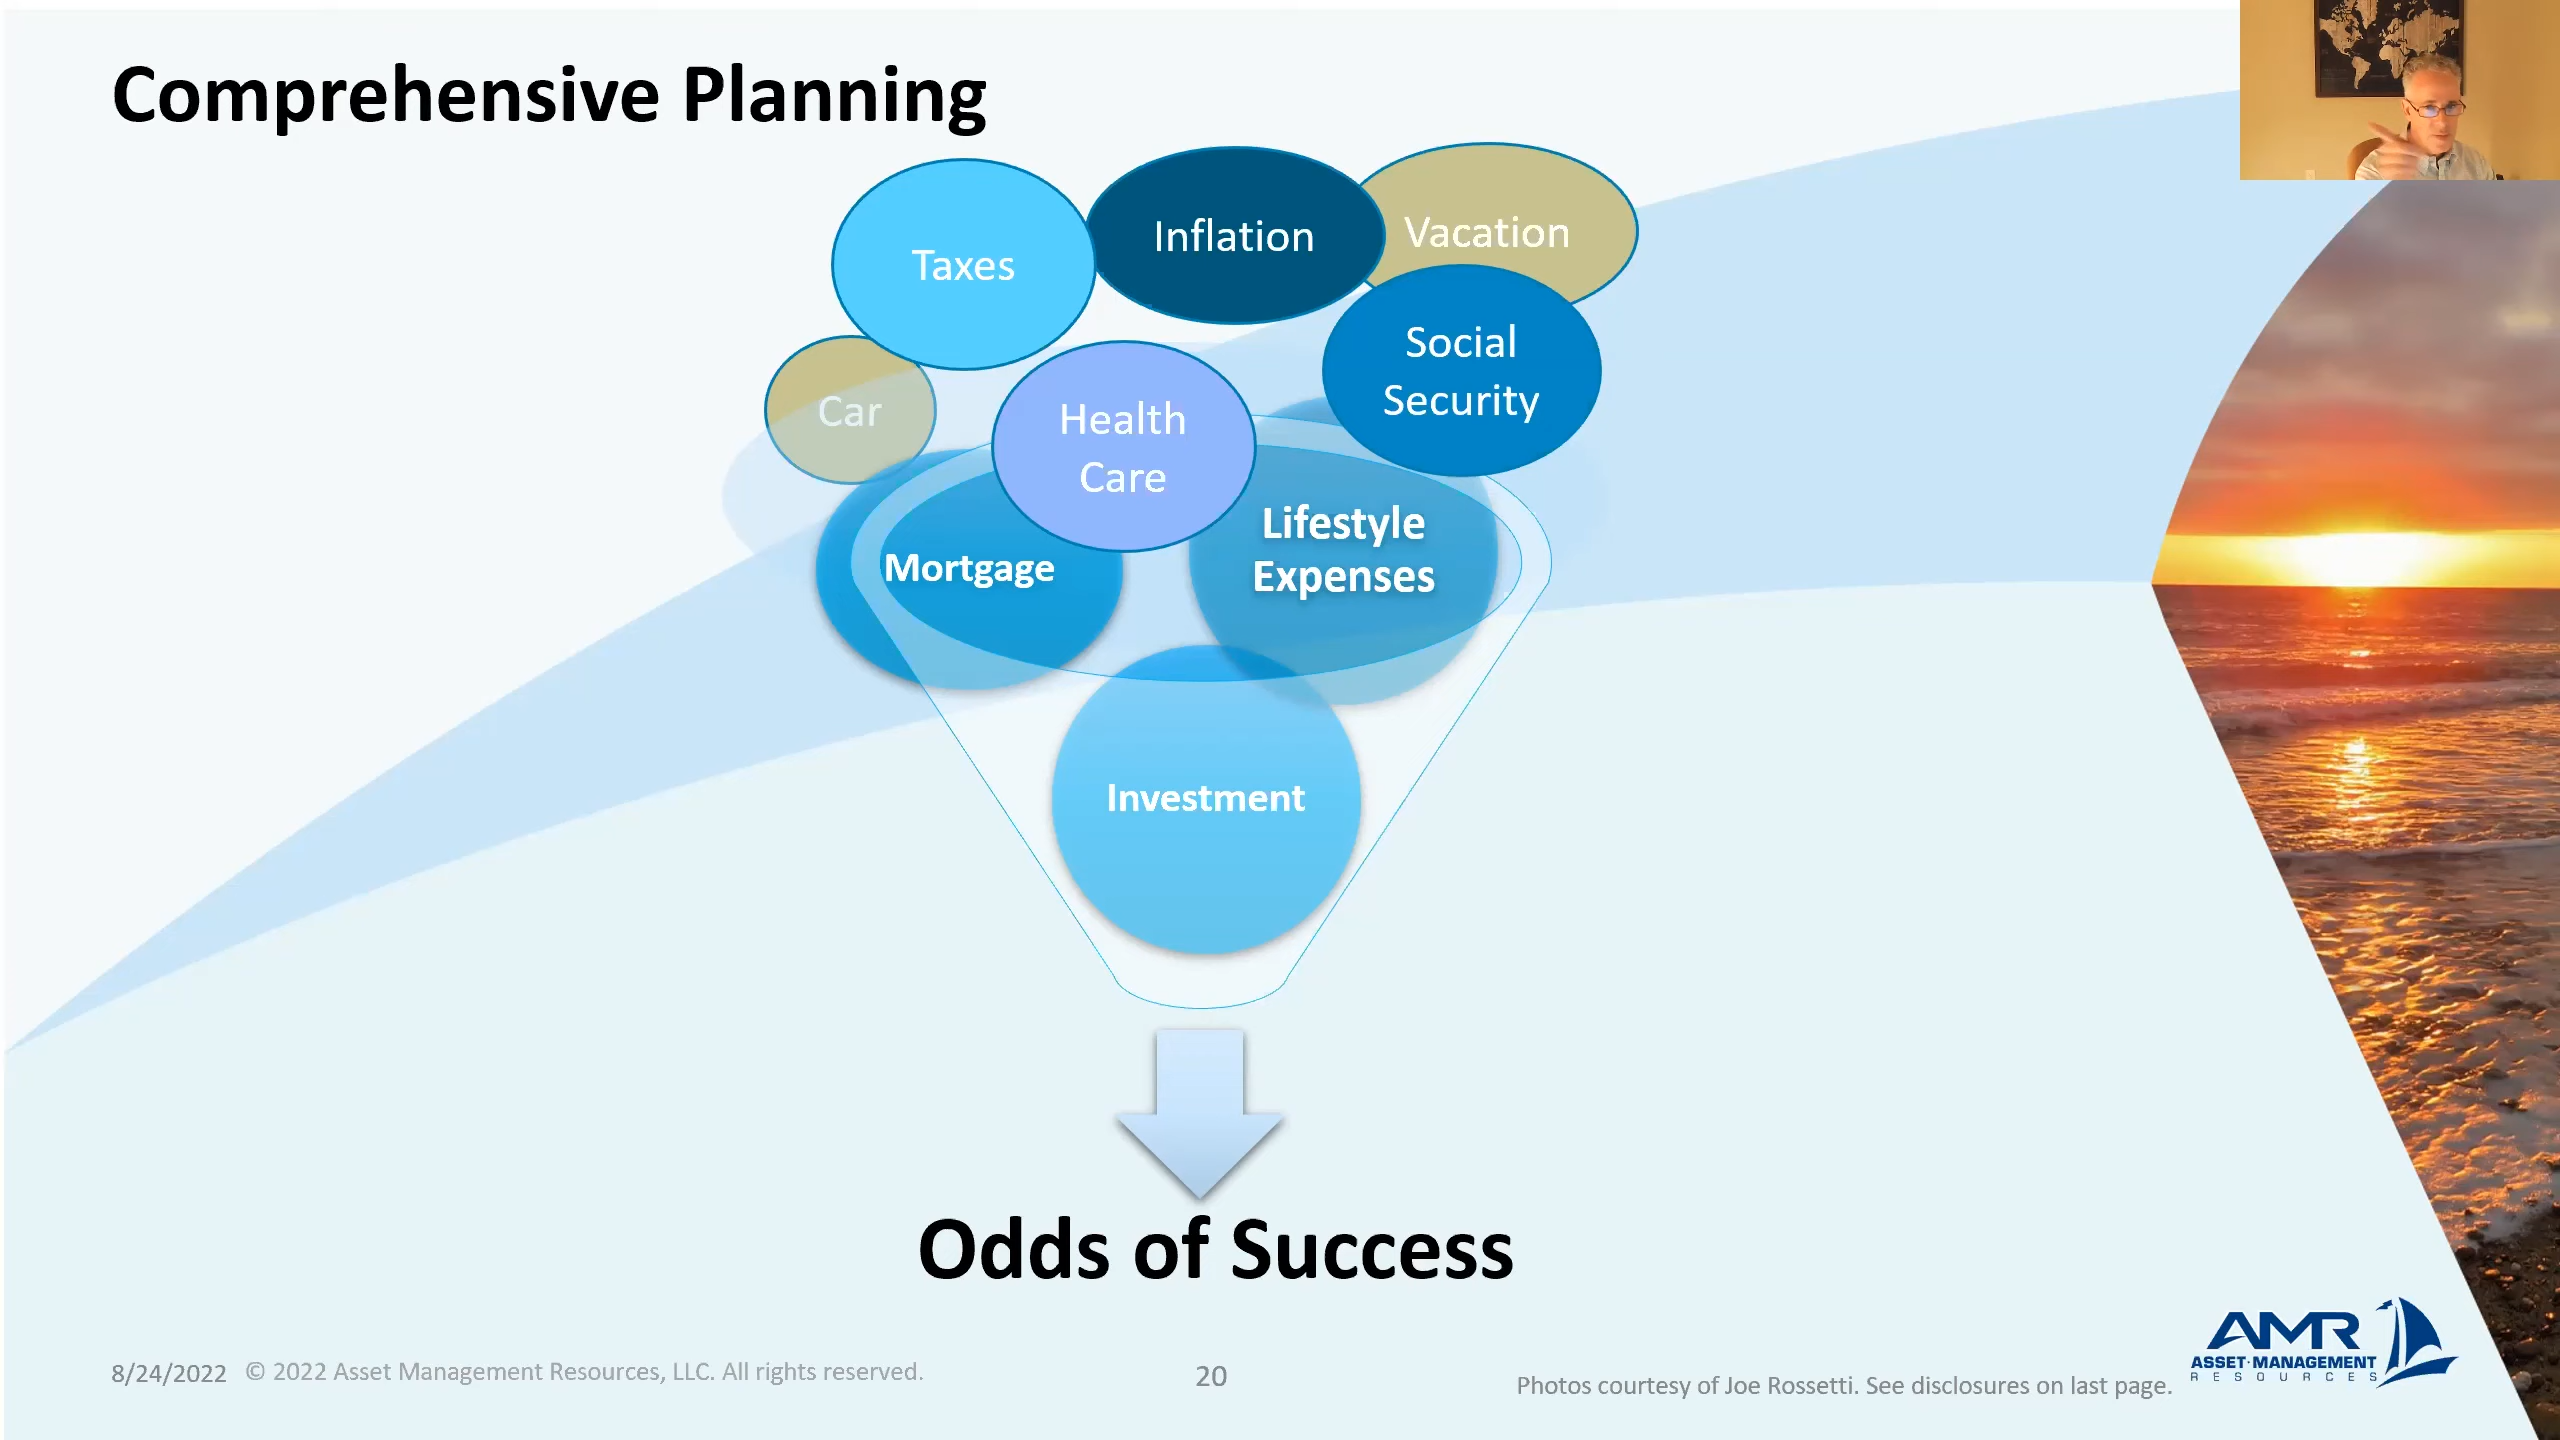 Comprehensive Planning
Taxes
Inflation
Vacation
Social
Security
Car
Health
Care
Mortgage
Lifestyle
Expenses
Investment
Odds of Success
8/24/2022
© 2022 Asset Management Resources, LLC. All rights reserved.
20
Photos courtesy of Joe Rossetti. See disclosures on last page.
AMR
ASSET·MANAGEMENT
RESOURCES